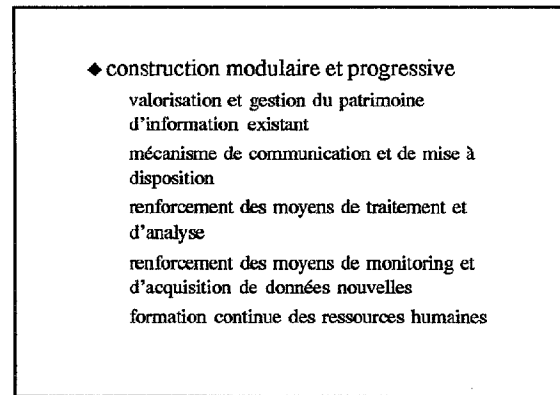 ◆ construction modulaire et progressive
valorisation et gestion du patrimoine
d'information existant
mécanisme de communication et de mise à
disposition
renforcement des moyens de traitement et
d'analyse
renforcement des moyens de monitoring et
d'acquisition de données nouvelles
formation continue des ressources humaines